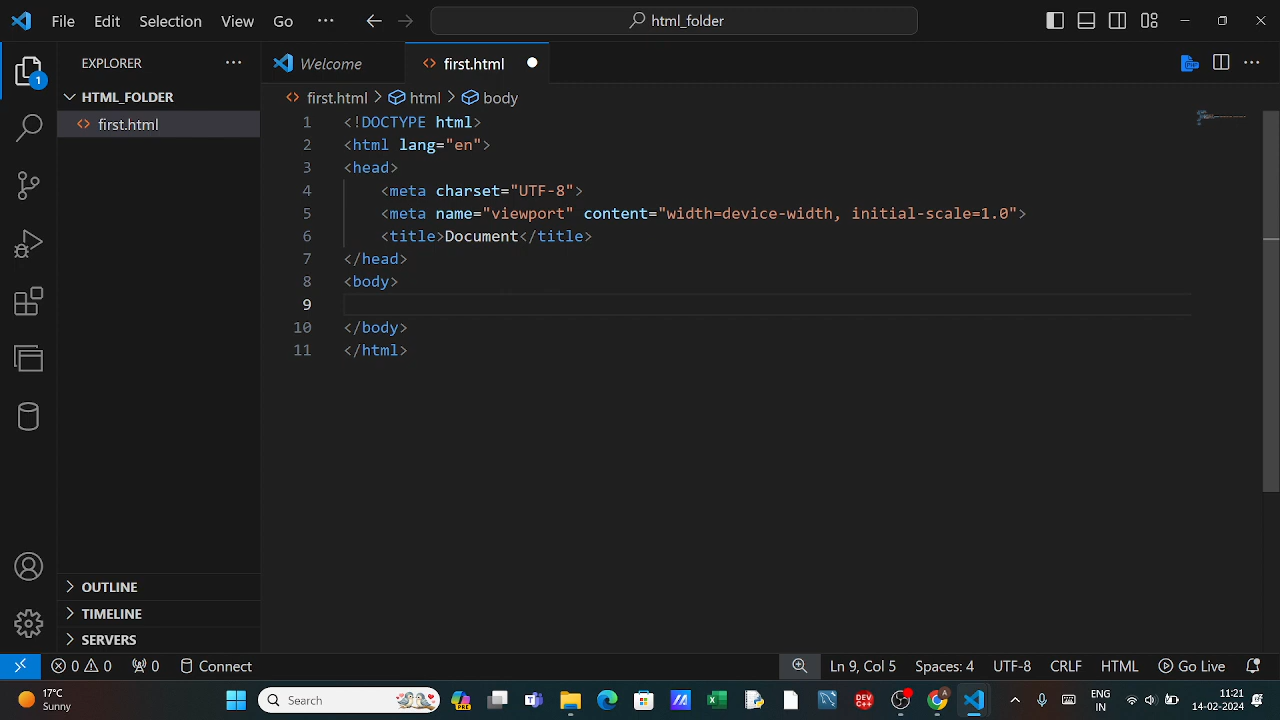 File Edit Selection View Go ··· html_folder
EXPLORER ···
Welcome first.html
HTML_FOLDER
first.html
first.html > html > body
1 <!DOCTYPE html>
2 <html lang="en">
3 <head>
4 <meta charset="UTF-8">
5 <meta name="viewport" content="width=device-width, initial-scale=1.0">
6 <title>Document</title>
7 </head>
8 <body>
9
10 </body>
11 </html>
1
OUTLINE
TIMELINE
SERVERS
0 0 0 Connect Ln 9, Col 5 Spaces: 4 UTF-8 CRLF HTML Go Live
17°C
Sunny
Search
PRE
DEV
C++
A
ENG
IN
11:21
14-02-2024